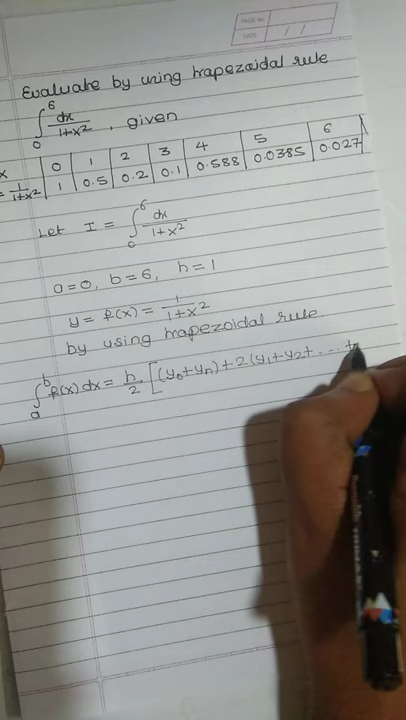 PAGE No.
DATE / /
Evaluate by using trapezoidal rule
∫₀⁶ dx/1+x² , given
x 0 1 2 3 4 5 6
= 1/1+x² 1 0.5 0.2 0.1 0.588 0.0385 0.027
Let I = ∫₀⁶ dx/1+x²
a=0, b=6, h=1
y = f(x) = 1/1+x²
by using trapezoidal rule
∫ₐᵇ f(x) dx = h/2 [(y₀+yₙ)+2(y₁+y₂+ ... +